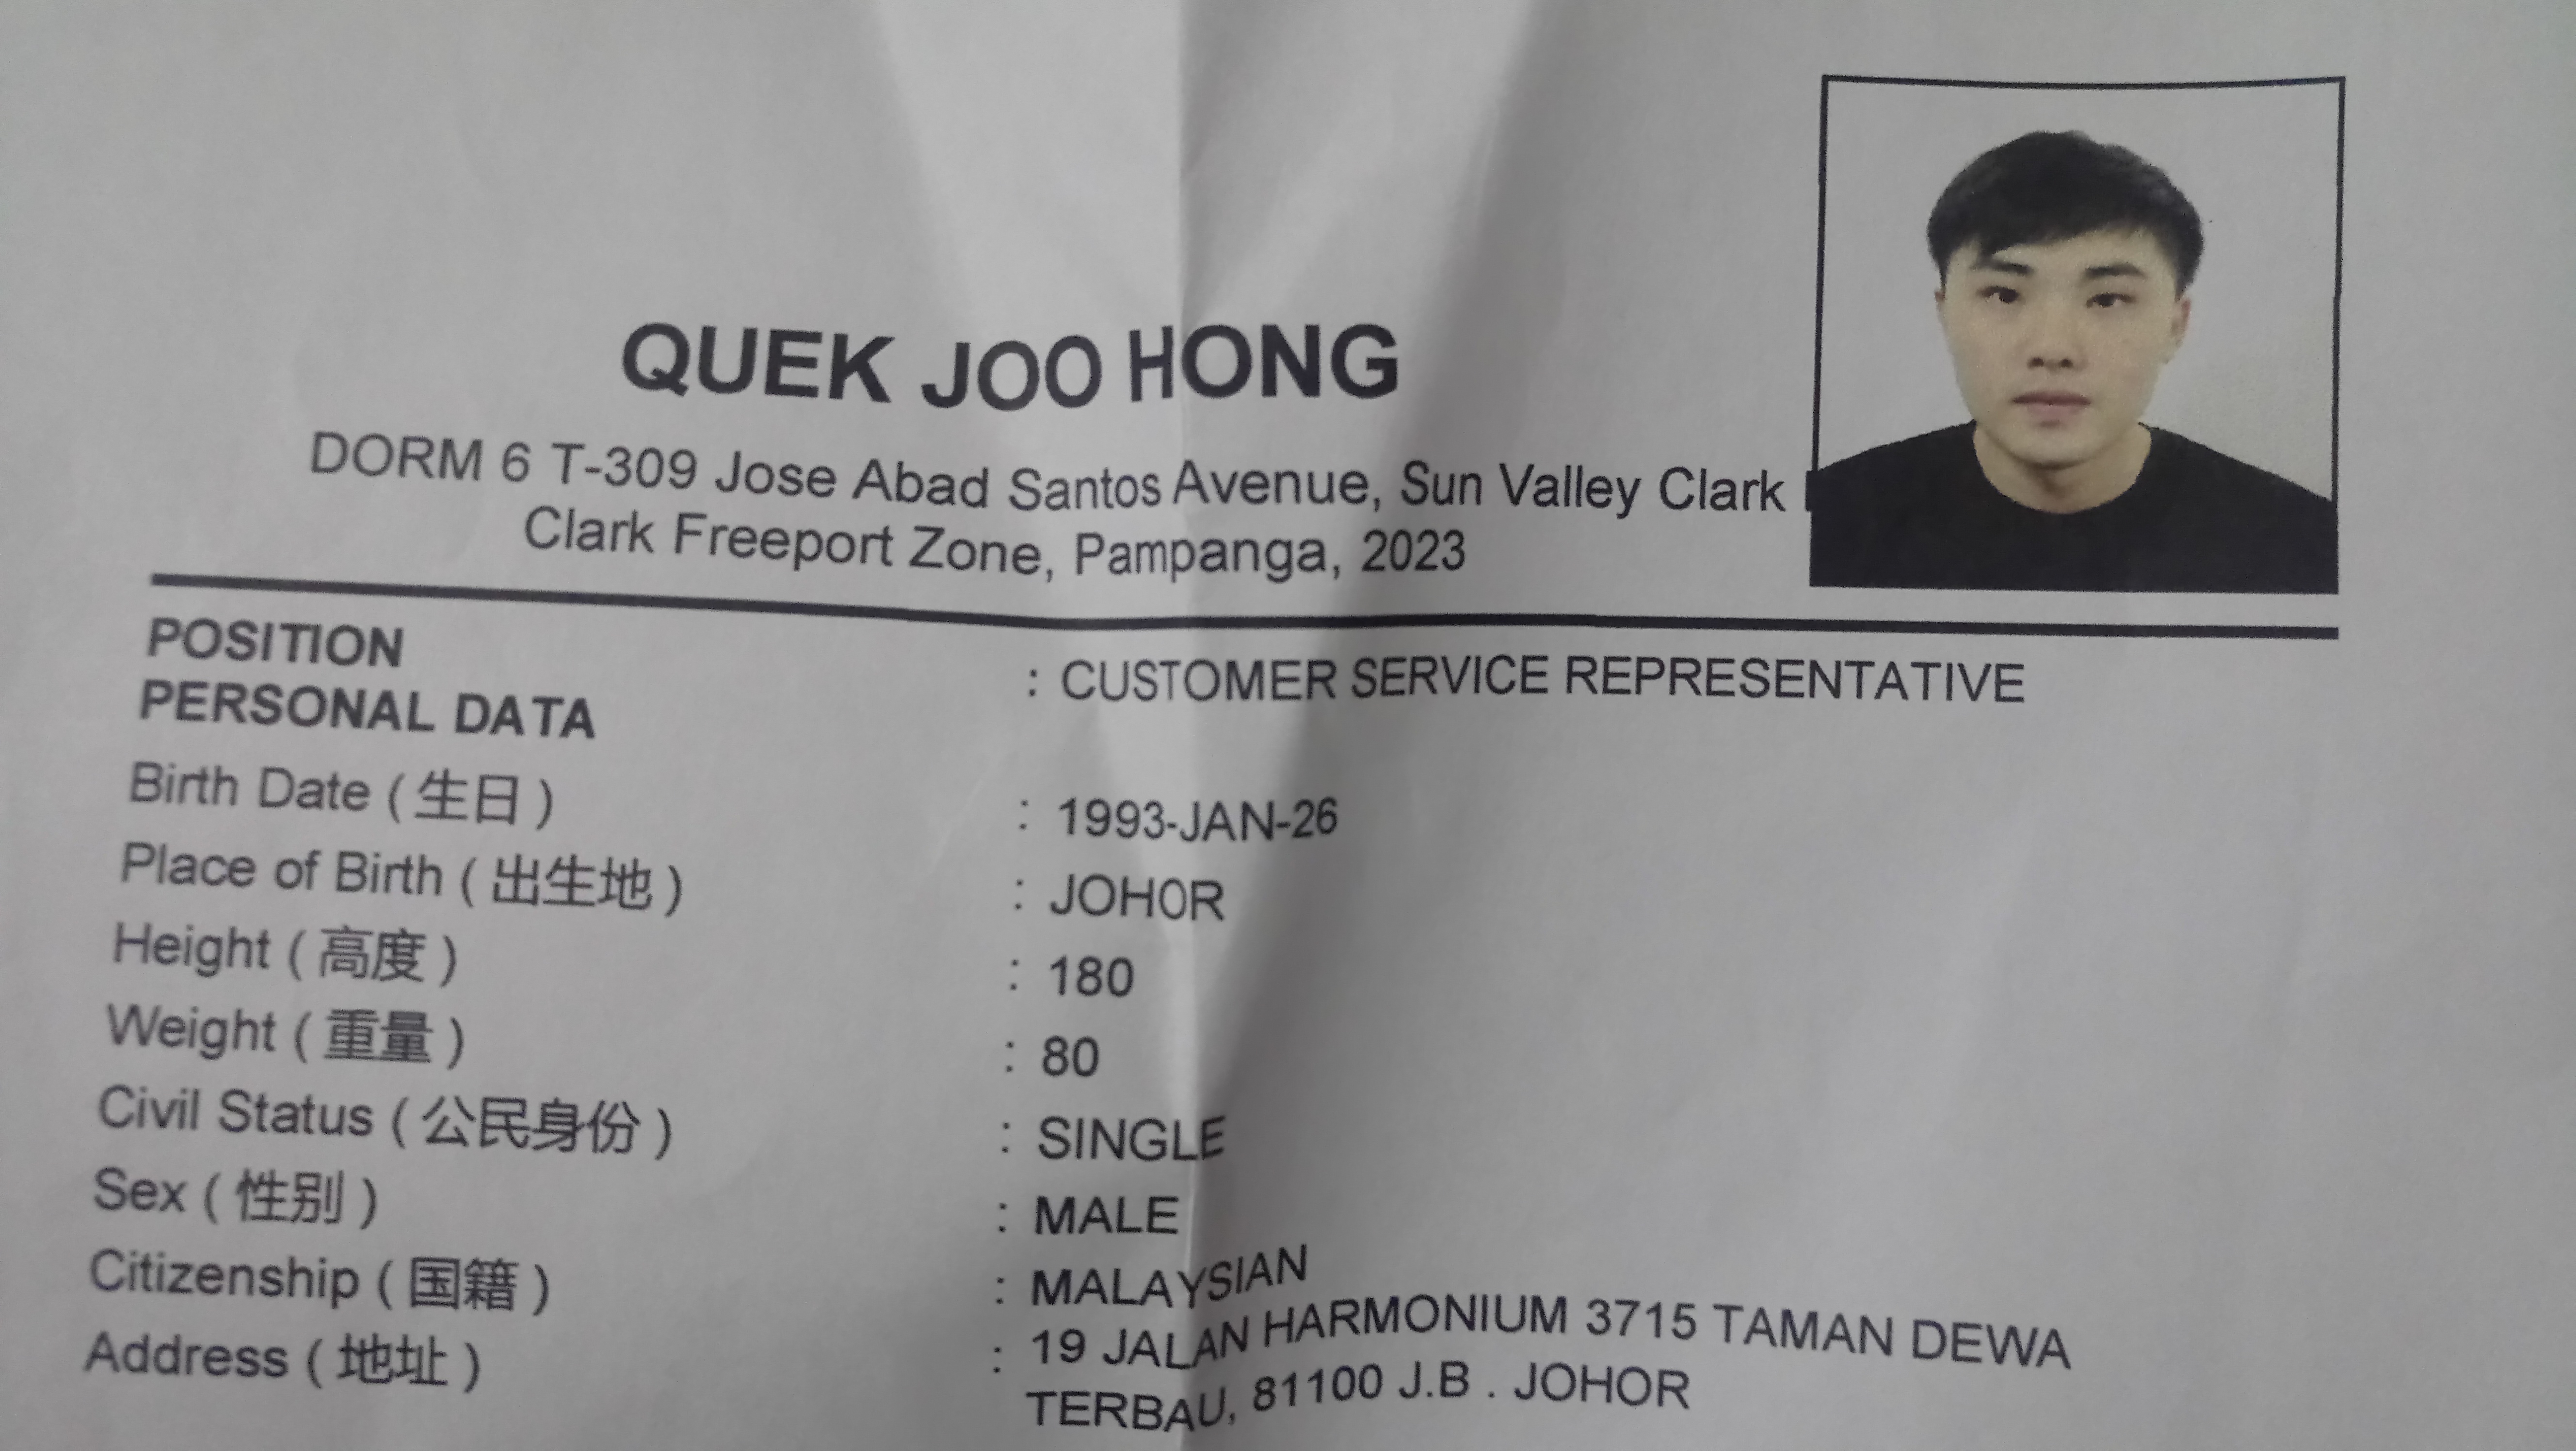 QUEK JOO HONG
DORM 6 T-309 Jose Abad Santos Avenue, Sun Valley Clark
Clark Freeport Zone, Pampanga, 2023
POSITION : CUSTOMER SERVICE REPRESENTATIVE
PERSONAL DATA
Birth Date ( 生日 ) : 1993-JAN-26
Place of Birth ( 出生地 ) : JOHOR
Height ( 高度 ) : 180
Weight ( 重量 ) : 80
Civil Status ( 公民身份 ) : SINGLE
Sex ( 性别 ) : MALE
Citizenship ( 国籍 ) : MALAYSIAN
Address ( 地址 ) : 19 JALAN HARMONIUM 3715 TAMAN DEWA
TERBAU, 81100 J.B . JOHOR